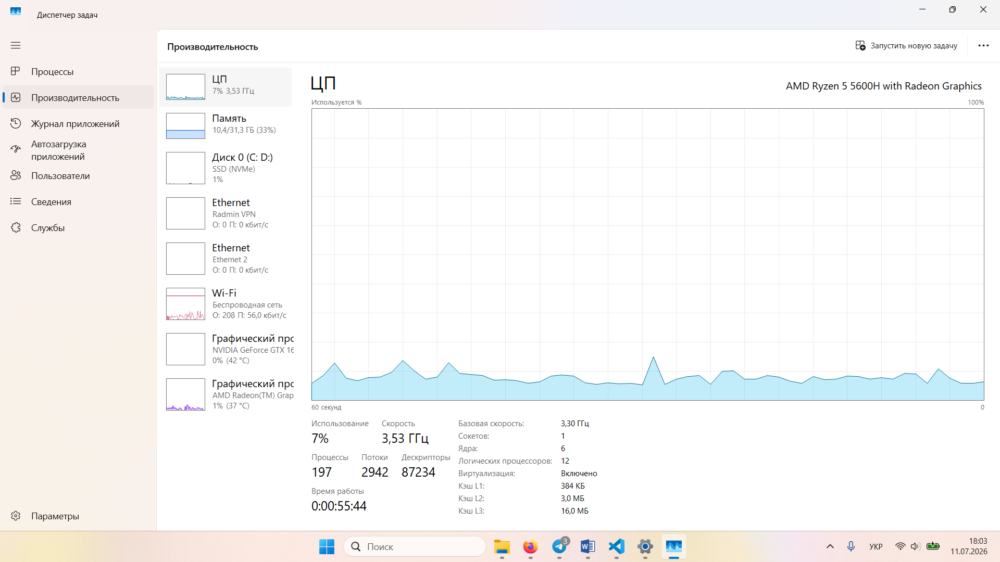 Диспетчер задач
Процессы
Производительность
Журнал приложений
Автозагрузка
приложений
Пользователи
Сведения
Службы
Параметры
Производительность
Запустить новую задачу
ЦП
7% 3,53 ГГц
Память
10,4/31,3 ГБ (33%)
Диск 0 (C: D:)
SSD (NVMe)
1%
Ethernet
Radmin VPN
О: 0 П: 0 кбит/с
Ethernet
Ethernet 2
О: 0 П: 0 кбит/с
Wi-Fi
Беспроводная сеть
О: 208 П: 56,0 кбит/с
Графический прс
NVIDIA GeForce GTX 16
0% (42 °C)
Графический прс
AMD Radeon(TM) Grap
1% (37 °C)
ЦП
AMD Ryzen 5 5600H with Radeon Graphics
Используется %
100%
60 секунд
0
Использование
7%
Скорость
3,53 ГГц
Процессы
197
Потоки
2942
Дескрипторы
87234
Время работы
0:00:55:44
Базовая скорость: 3,30 ГГц
Сокетов: 1
Ядра: 6
Логических процессоров: 12
Виртуализация: Включено
Кэш L1: 384 КБ
Кэш L2: 3,0 МБ
Кэш L3: 16,0 МБ
Поиск
3
УКР
18:03
11.07.2026